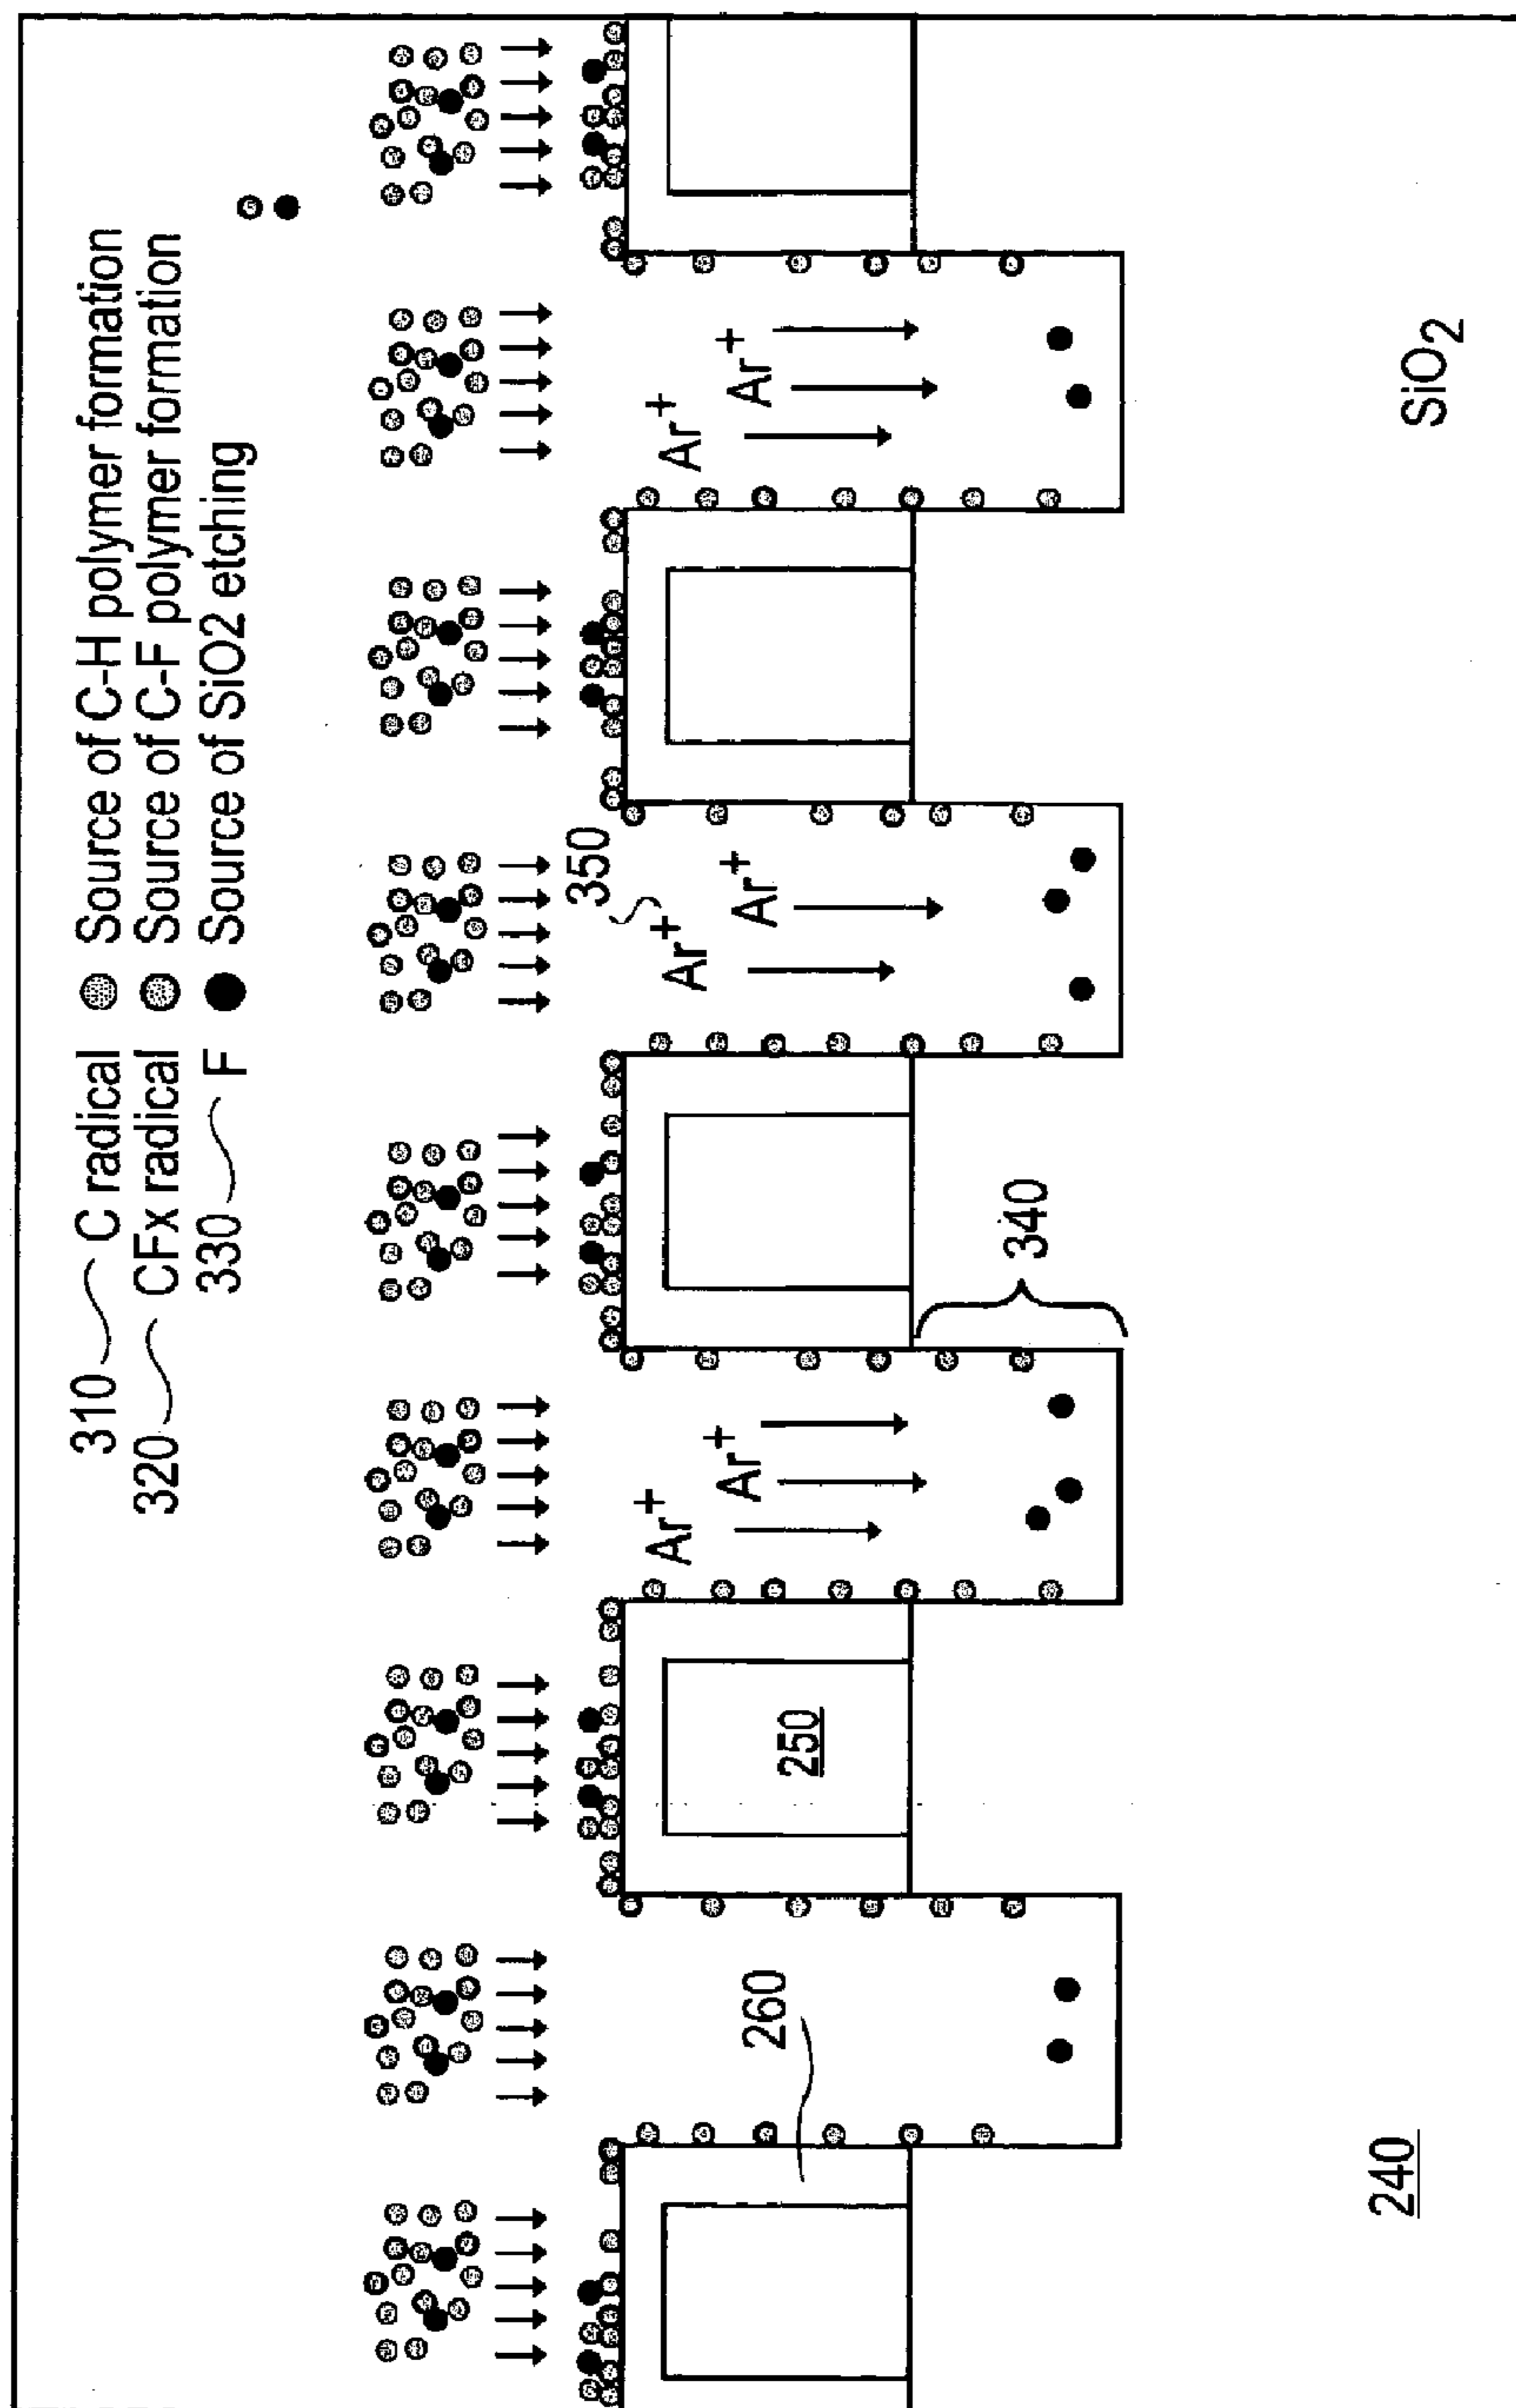 310 C radical Source of C-H polymer formation
320 CFx radical Source of C-F polymer formation
330 F Source of SiO2 etching
350
Ar+
Ar+
Ar+
Ar+
Ar+
Ar+
260
250
340
240
SiO2